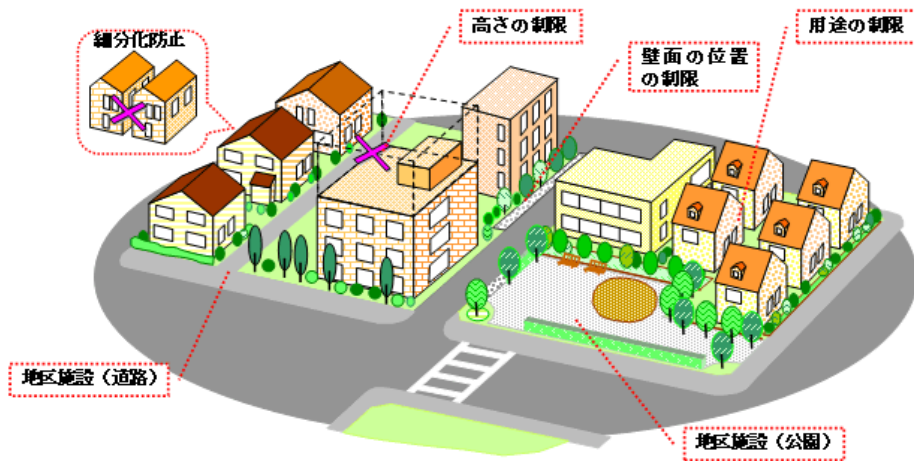 細分化防止
高さの制限
壁面の位置
の制限
用途の制限
地区施設（道路）
地区施設（公園）